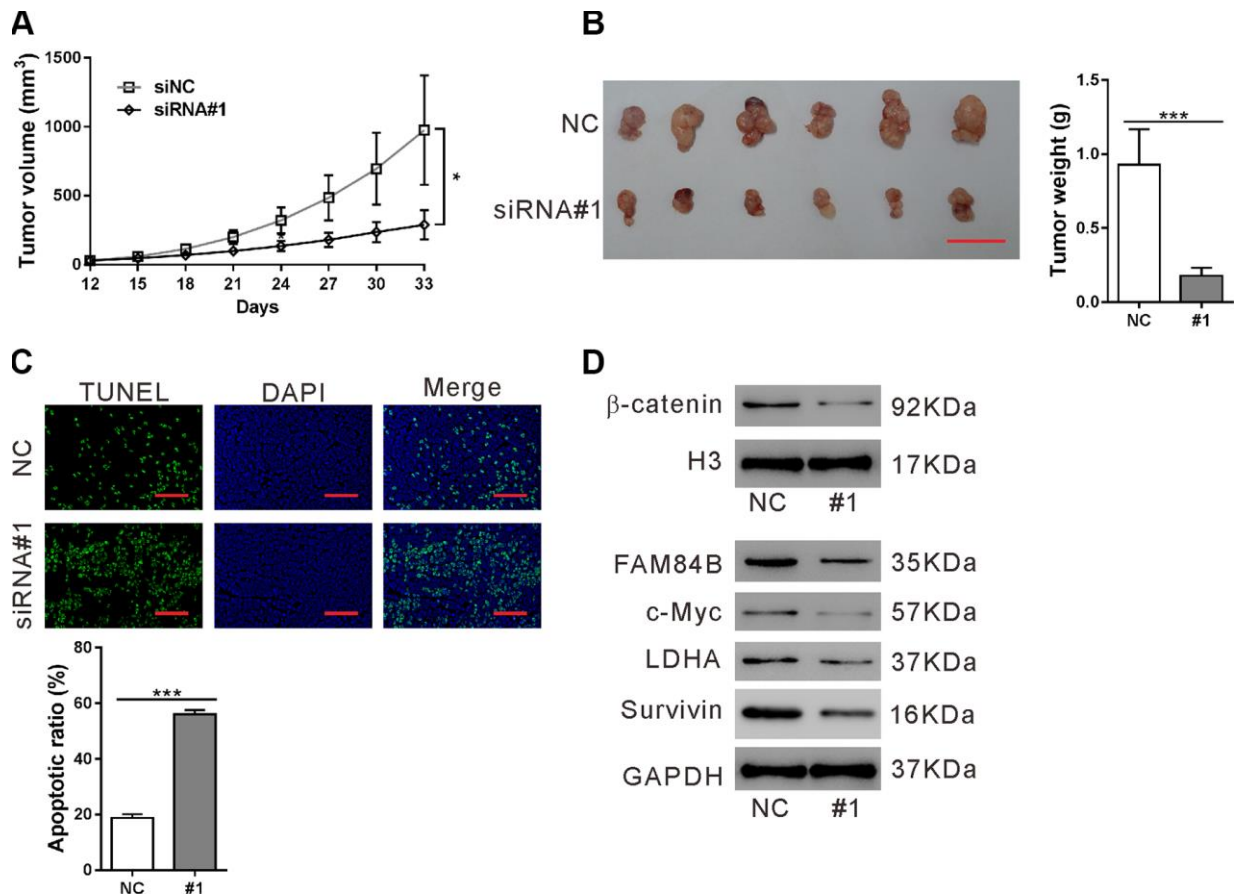 A
Tumor volume (mm³)
1500
1000
500
0
siNC
siRNA#1
*
12 15 18 21 24 27 30 33
Days
B
NC
siRNA#1
Tumor weight (g)
1.5
1.0
0.5
0.0
***
NC #1
C
TUNEL DAPI Merge
NC
siRNA#1
Apoptotic ratio (%)
80
60
40
20
0
***
NC #1
D
β-catenin 92KDa
H3 17KDa
NC #1
FAM84B 35KDa
c-Myc 57KDa
LDHA 37KDa
Survivin 16KDa
GAPDH 37KDa
NC #1